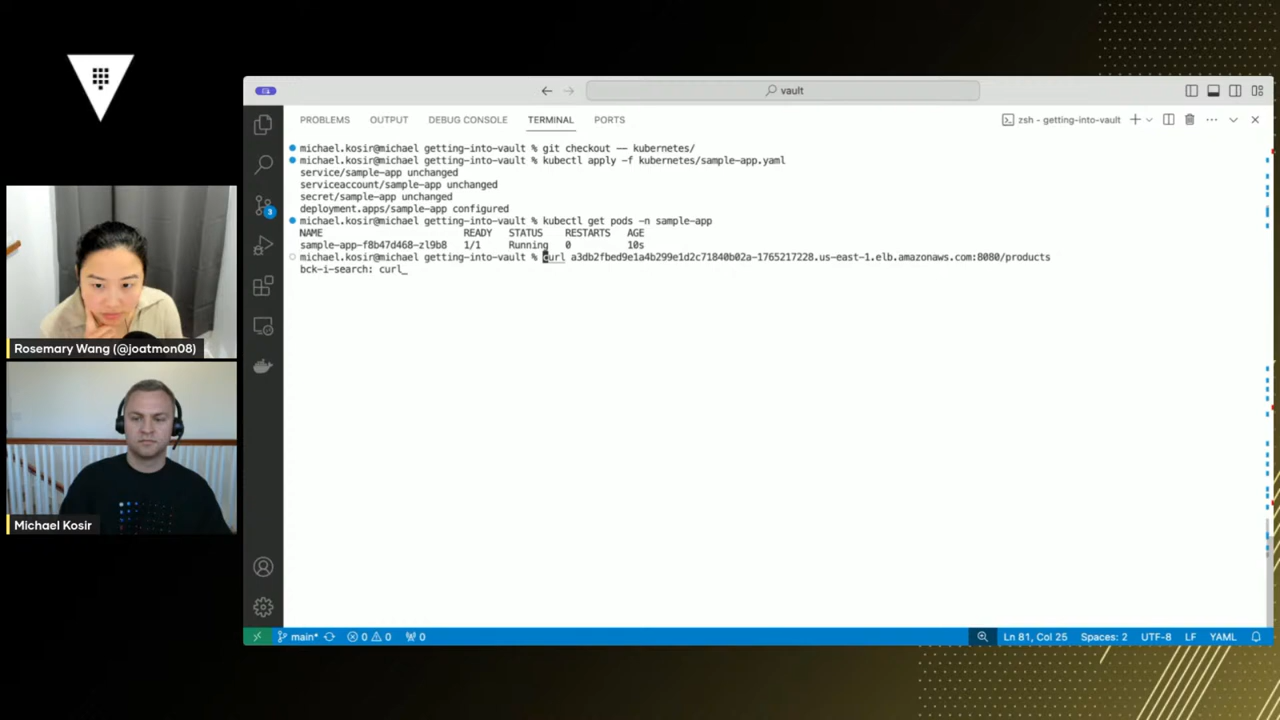 vault
PROBLEMS OUTPUT DEBUG CONSOLE TERMINAL PORTS
zsh - getting-into-vault
michael.kosir@michael getting-into-vault % git checkout -- kubernetes/
michael.kosir@michael getting-into-vault % kubectl apply -f kubernetes/sample-app.yaml
service/sample-app unchanged
serviceaccount/sample-app unchanged
secret/sample-app unchanged
deployment.apps/sample-app configured
michael.kosir@michael getting-into-vault % kubectl get pods -n sample-app
NAME READY STATUS RESTARTS AGE
sample-app-f8b47d468-zl9b8 1/1 Running 0 10s
michael.kosir@michael getting-into-vault % curl a3db2fbed9e1a4b299e1d2c71840b02a-1765217228.us-east-1.elb.amazonaws.com:8080/products
bck-i-search: curl_
3
Rosemary Wang (@joatmon08)
Michael Kosir
main* 0 0 0
Ln 81, Col 25 Spaces: 2 UTF-8 LF YAML